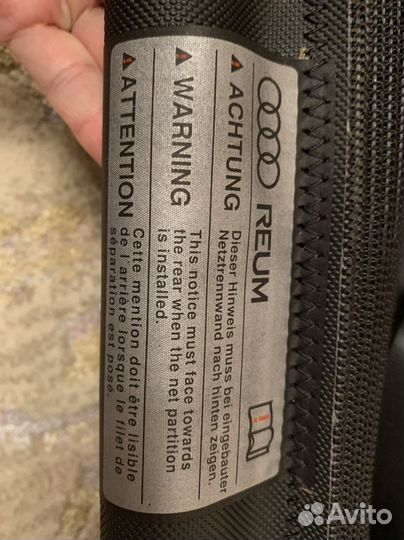 REUM
ACHTUNG
Dieser Hinweis muss bei eingebauter
Netztrennwand nach hinten zeigen.
WARNING
This notice must face towards
the rear when the net partition
is installed.
ATTENTION
Cette mention doit être lisible
de l'arrière lorsque le filet de
séparation est posé.
Avito